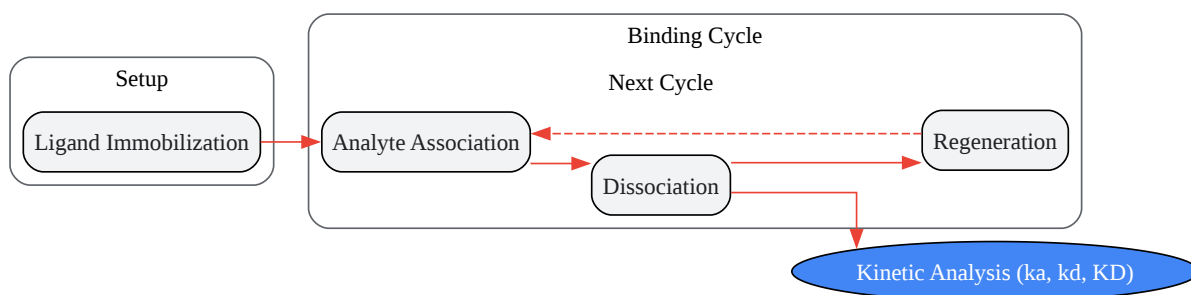 Binding Cycle
Setup
Next Cycle
Ligand Immobilization
Analyte Association
Regeneration
Dissociation
Kinetic Analysis (ka, kd, KD)